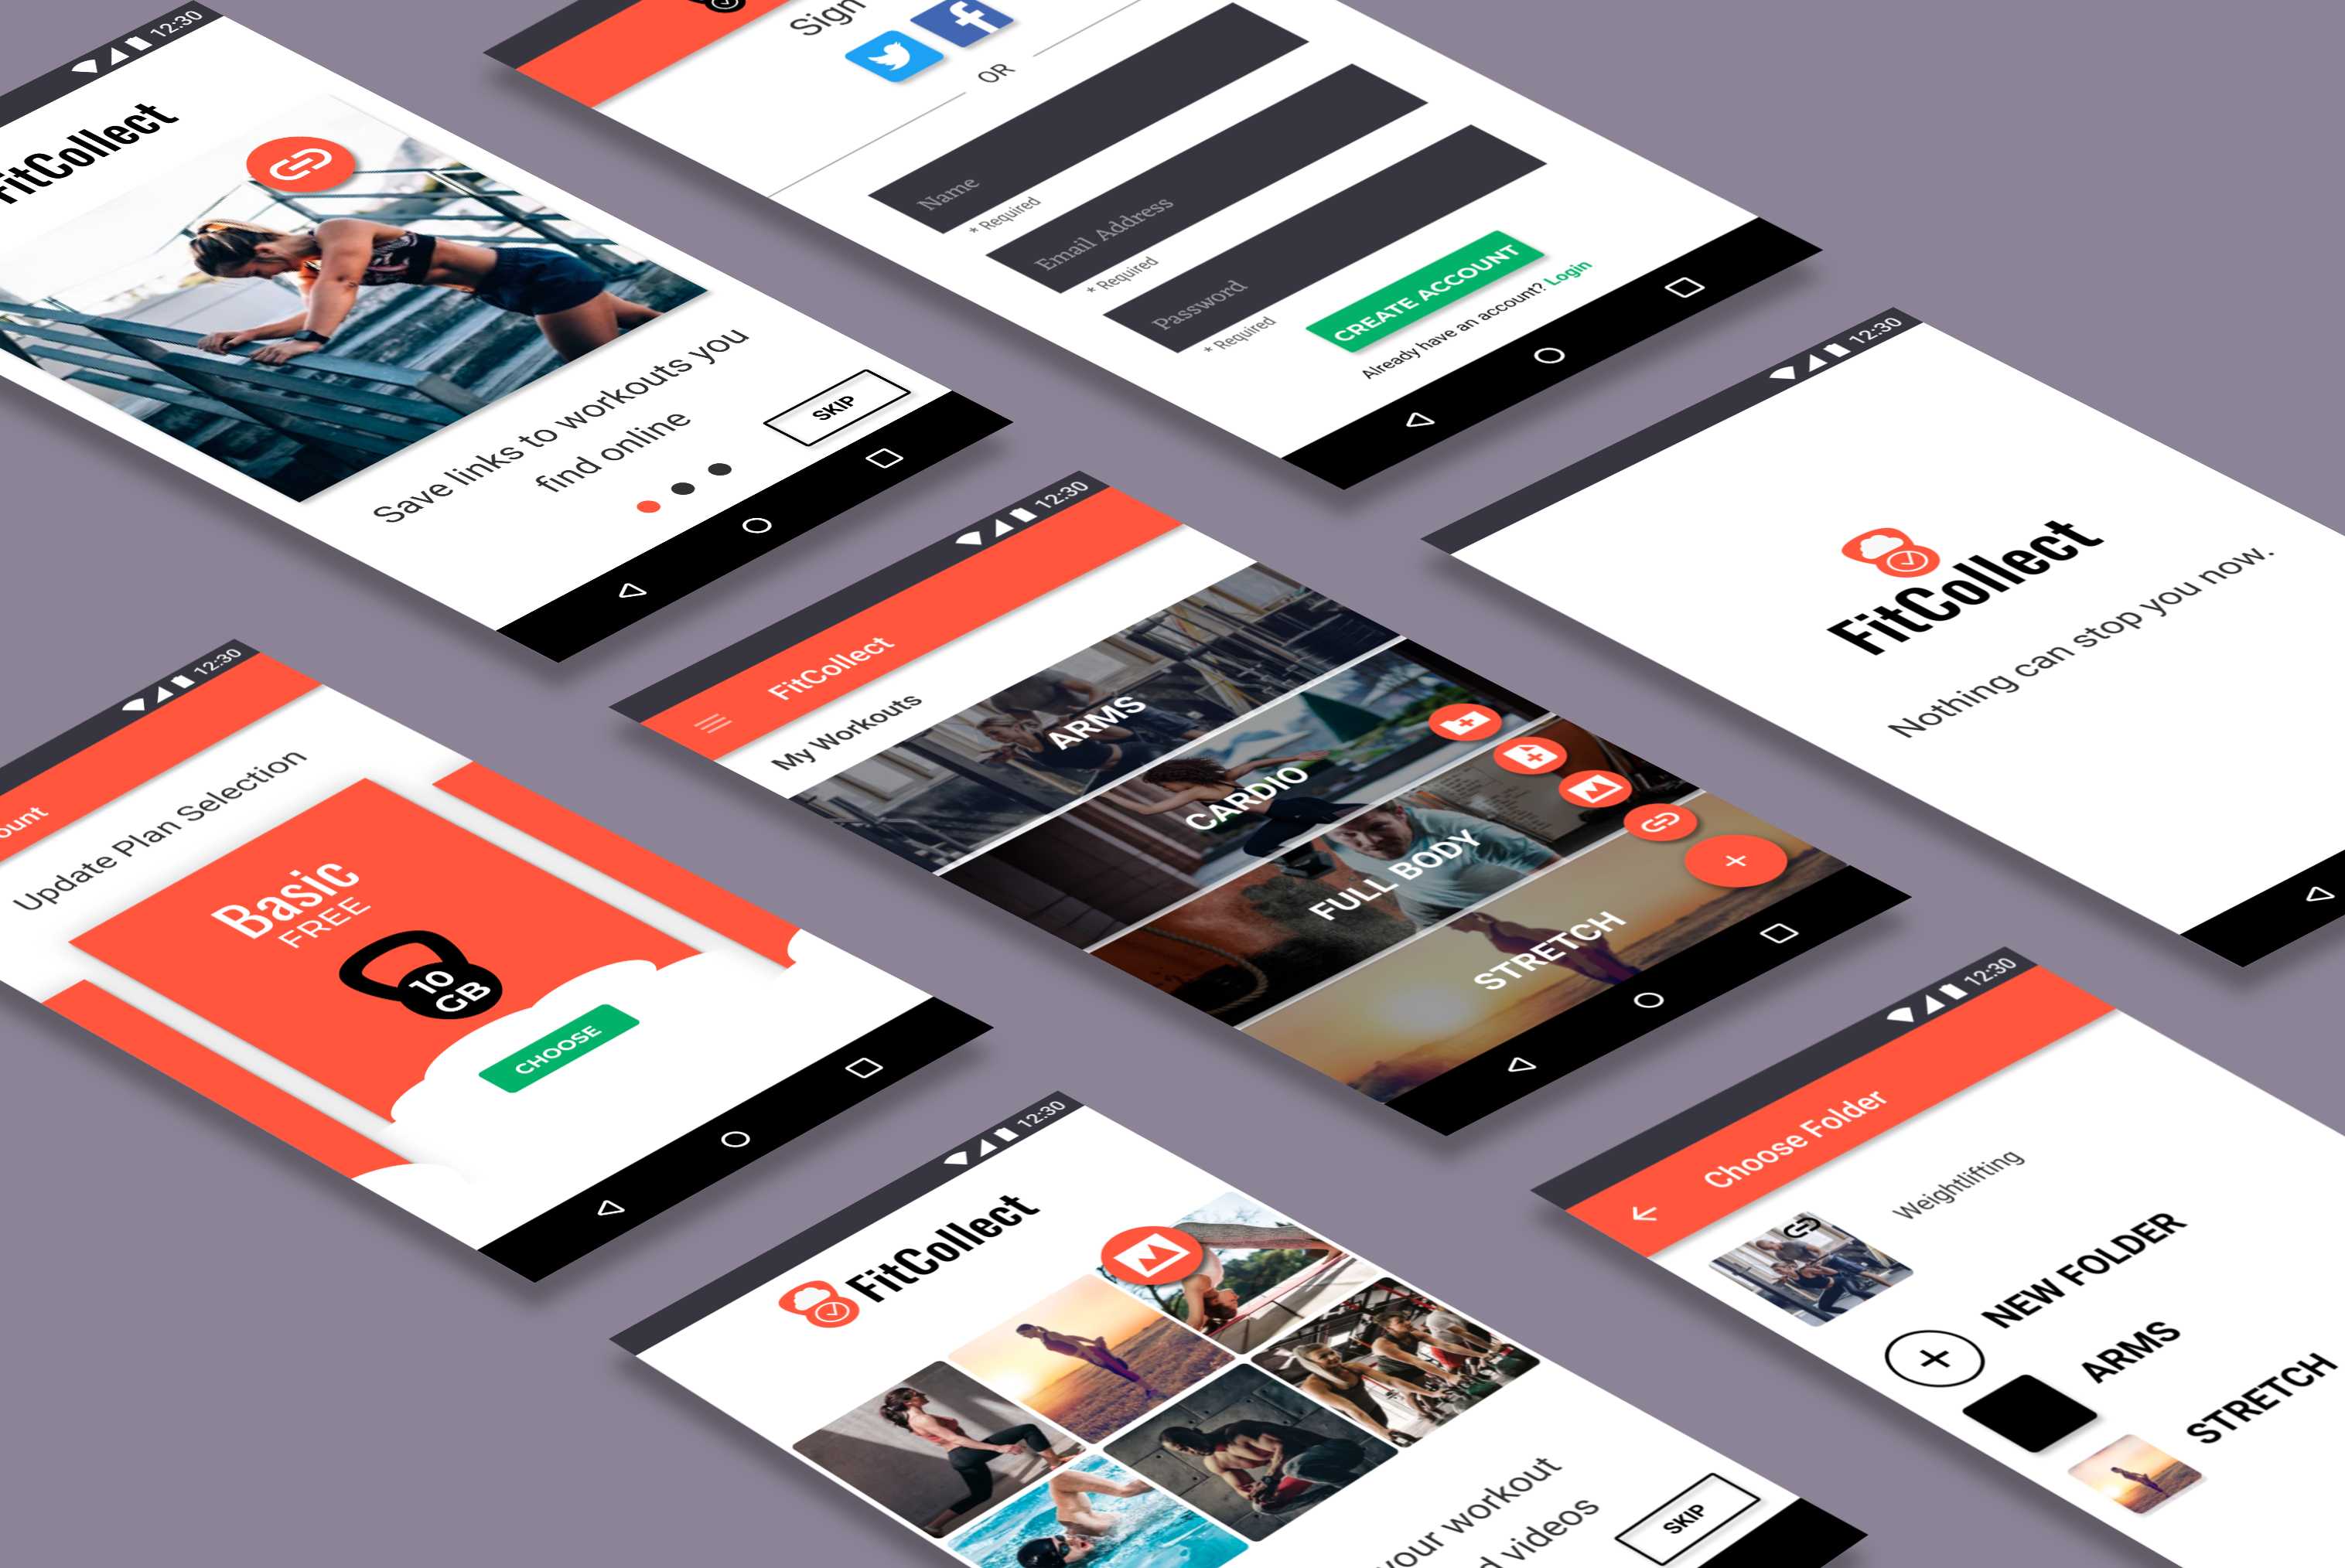 12:30
FitCollect
Save links to workouts you
find online
SKIP
Sign
OR
Name
* Required
Email Address
* Required
Password
* Required
CREATE ACCOUNT
Already have an account? Login
12:30
FitCollect
Nothing can stop you now.
12:30
FitCollect
My Workouts
ARMS
CARDIO
FULL BODY
STRETCH
12:30
Update Plan Selection
Basic
FREE
10
GB
CHOOSE
12:30
FitCollect
your workout
videos
SKIP
12:30
Choose Folder
Weightlifting
NEW FOLDER
ARMS
STRETCH